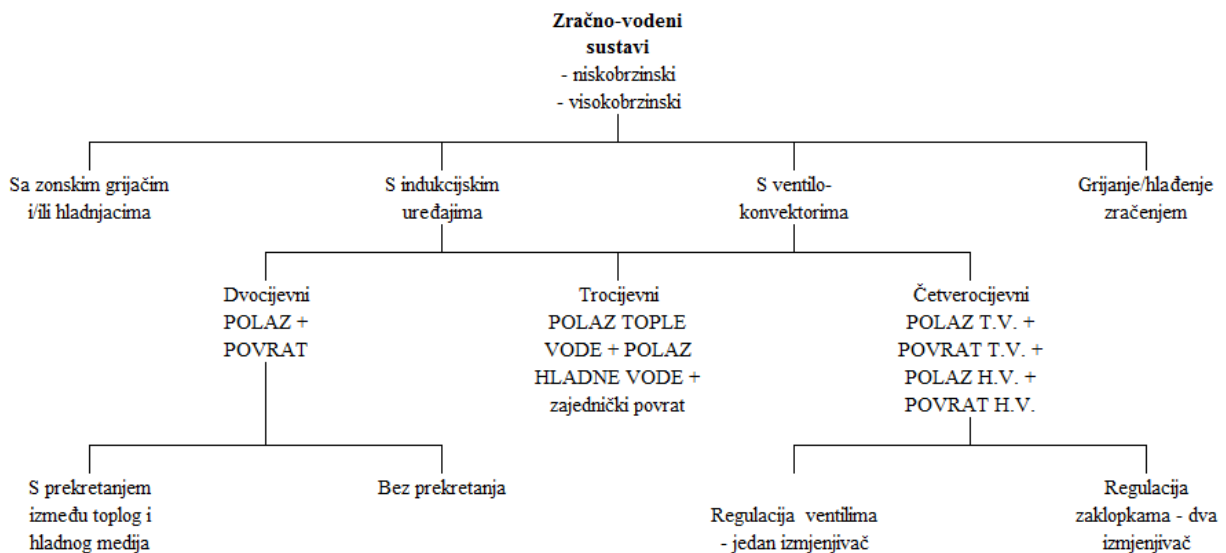 Zračno-vodeni
sustavi
- niskobrzinski
- visokobrzinski
Sa zonskim grijačim
i/ili hladnjacima
S indukcijskim
uređajima
S ventilo-
konvektorima
Grijanje/hlađenje
zračenjem
Dvocijevni
POLAZ +
POVRAT
Trocijevni
POLAZ TOPLE
VODE + POLAZ
HLADNE VODE +
zajednički povrat
Četverocijevni
POLAZ T.V. +
POVRAT T.V. +
POLAZ H.V. +
POVRAT H.V.
S prekretanjem
između toplog i
hladnog medija
Bez prekretanja
Regulacija ventilima
- jedan izmjenjivač
Regulacija
zaklopkama - dva
izmjenjivač